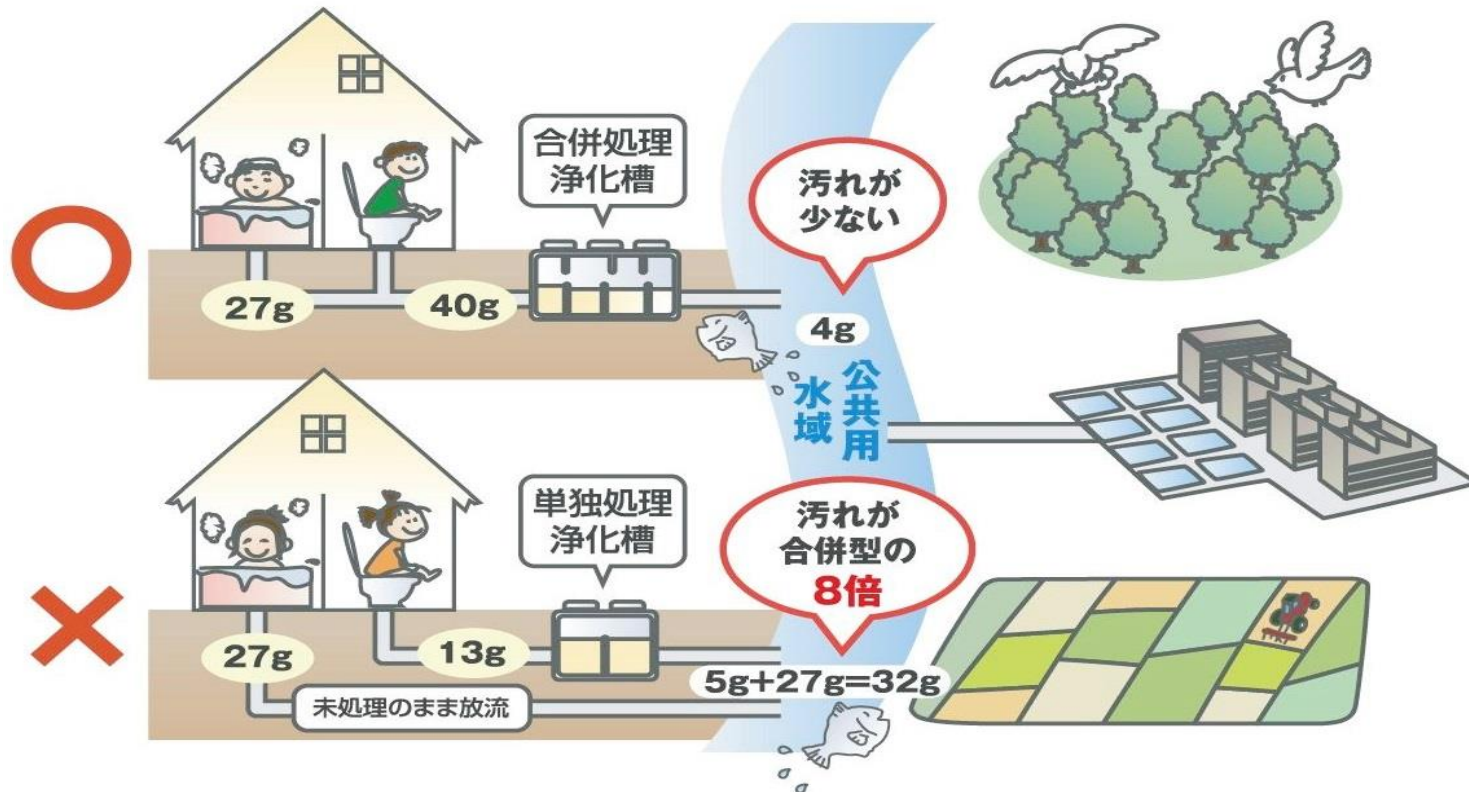 合併処理
浄化槽
汚れが
少ない
27g
40g
4g
公共用
水域
単独処理
浄化槽
汚れが
合併型の
8倍
27g
13g
5g+27g=32g
未処理のまま放流